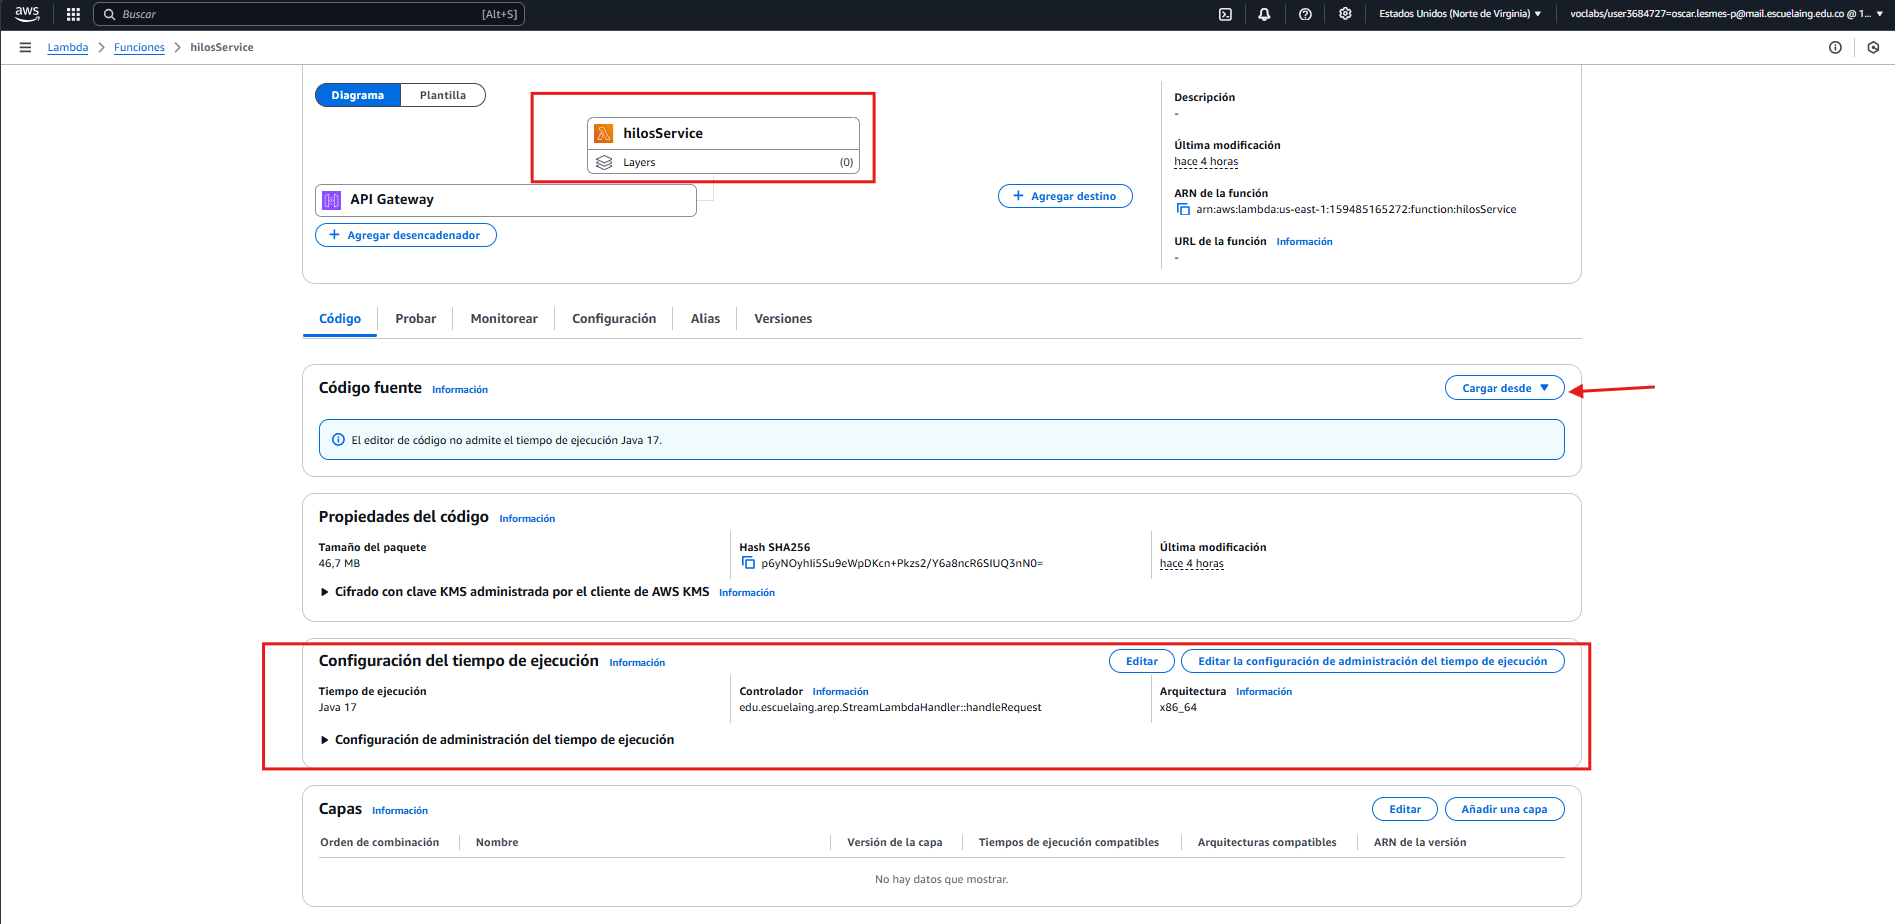 aws
Buscar [Alt+S]
Estados Unidos (Norte de Virginia)
voclabs/user3684727=oscar.lesmes-p@mail.escuelaing.edu.co @ 1...
Lambda > Funciones > hilosService
Diagrama Plantilla
hilosService
Layers (0)
API Gateway
+ Agregar desencadenador
+ Agregar destino
Descripción
-
Última modificación
hace 4 horas
ARN de la función
arn:aws:lambda:us-east-1:159485165272:function:hilosService
URL de la función Información
-
Código Probar Monitorear Configuración Alias Versiones
Código fuente Información
Cargar desde
El editor de código no admite el tiempo de ejecución Java 17.
Propiedades del código Información
Tamaño del paquete Hash SHA256 Última modificación
46,7 MB p6yNOyhIi5Su9eWpDKcn+Pkzs2/Y6a8ncR6SIUQ3nN0= hace 4 horas
Cifrado con clave KMS administrada por el cliente de AWS KMS Información
Configuración del tiempo de ejecución Información
Editar Editar la configuración de administración del tiempo de ejecución
Tiempo de ejecución Controlador Información Arquitectura Información
Java 17 edu.escuelaing.arep.StreamLambdaHandler::handleRequest x86_64
Configuración de administración del tiempo de ejecución
Capas Información
Editar Añadir una capa
Orden de combinación Nombre Versión de la capa Tiempos de ejecución compatibles Arquitecturas compatibles ARN de la versión
No hay datos que mostrar.